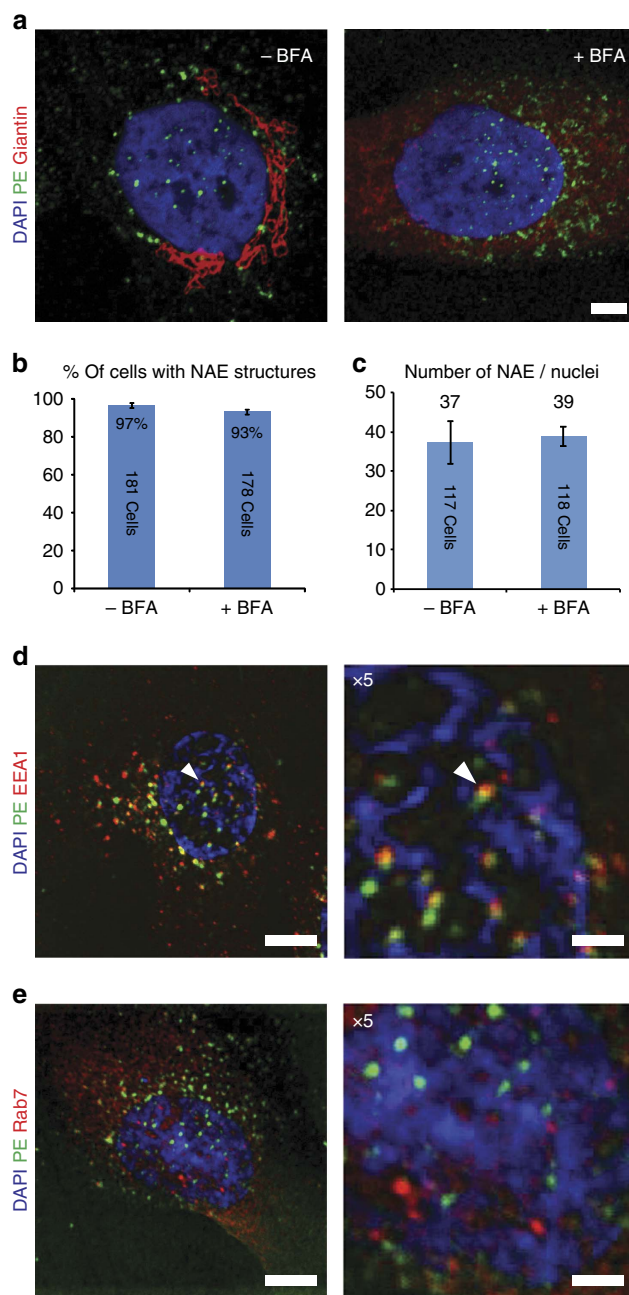 a
DAPI PE Giantin
– BFA
+ BFA
b
% Of cells with NAE structures
100
80
60
40
20
0
97%
93%
181 Cells
178 Cells
– BFA
+ BFA
c
Number of NAE / nuclei
50
40
30
20
10
0
37
39
117 Cells
118 Cells
– BFA
+ BFA
d
DAPI PE EEA1
×5
e
DAPI PE Rab7
×5